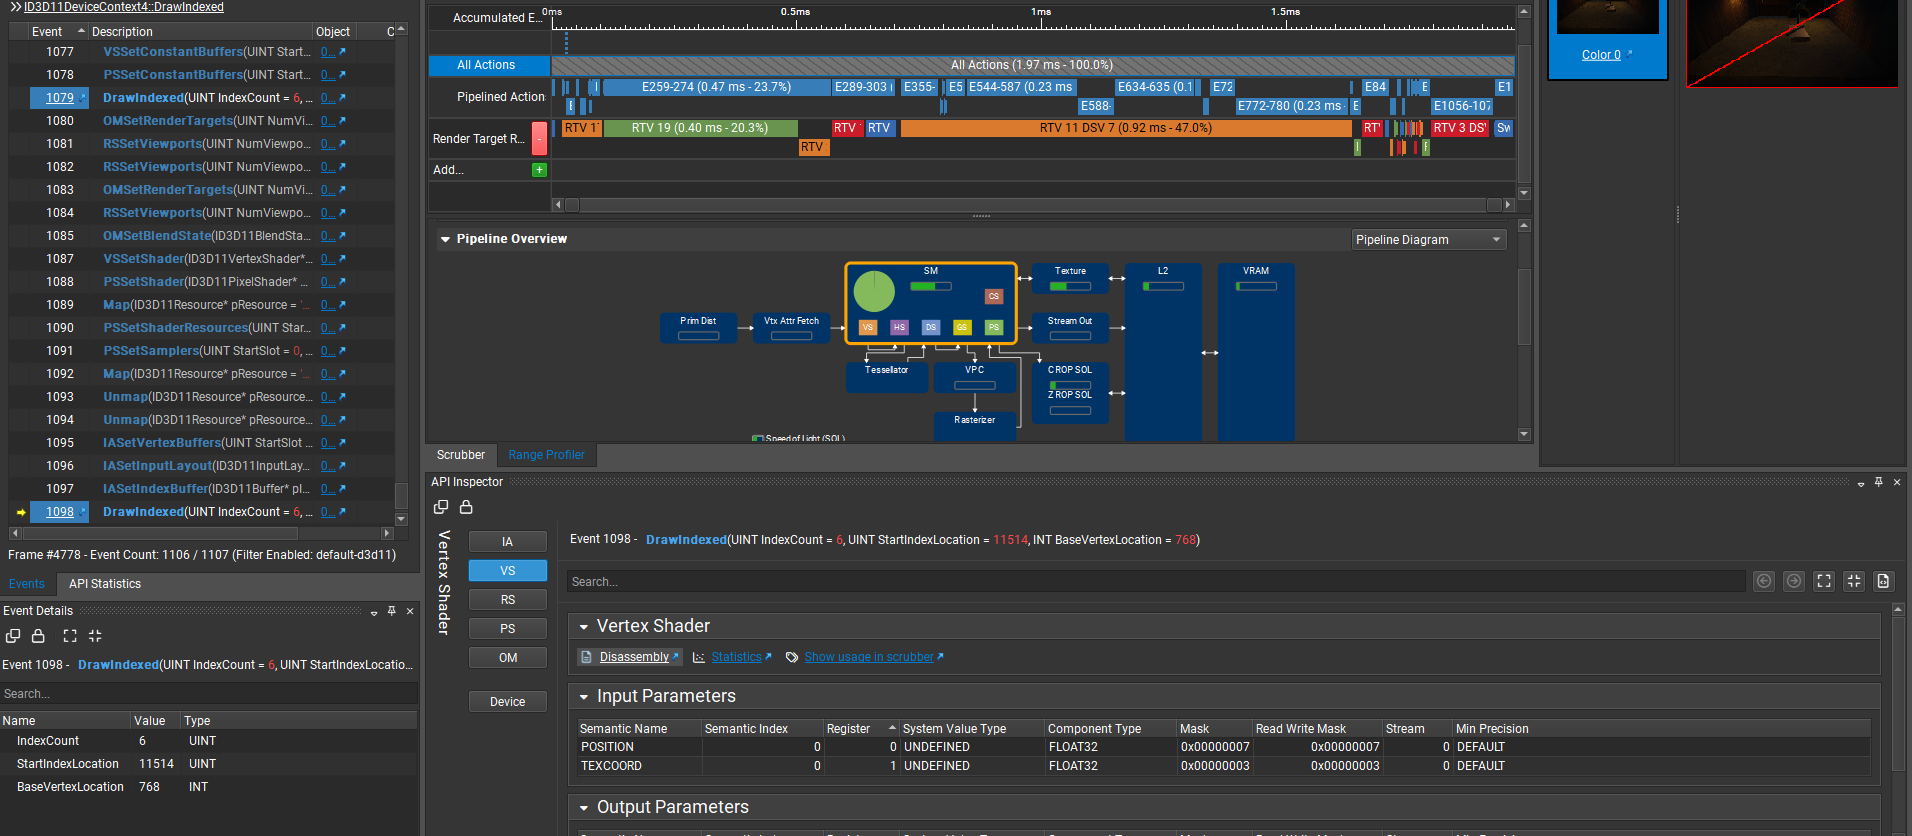 ID3D11DeviceContext4::DrawIndexed
Event Description Object C
1077 VSSetConstantBuffers(UINT Start... 0...
1078 PSSetConstantBuffers(UINT Start... 0...
1079 DrawIndexed(UINT IndexCount = 6, ... 0...
1080 OMSetRenderTargets(UINT NumVi... 0...
1081 RSSetViewports(UINT NumViewpo... 0...
1082 RSSetViewports(UINT NumViewpo... 0...
1083 OMSetRenderTargets(UINT NumVi... 0...
1084 RSSetViewports(UINT NumViewpo... 0...
1085 OMSetBlendState(ID3D11BlendSta... 0...
1087 VSSetShader(ID3D11VertexShader*... 0...
1088 PSSetShader(ID3D11PixelShader* ... 0...
1089 Map(ID3D11Resource* pResource = ... 0...
1090 PSSetShaderResources(UINT Star... 0...
1091 PSSetSamplers(UINT StartSlot = 0, ... 0...
1092 Map(ID3D11Resource* pResource = ... 0...
1093 Unmap(ID3D11Resource* pResource... 0...
1094 Unmap(ID3D11Resource* pResource... 0...
1095 IASetVertexBuffers(UINT StartSlot ... 0...
1096 IASetInputLayout(ID3D11InputLay... 0...
1097 IASetIndexBuffer(ID3D11Buffer* pI... 0...
1098 DrawIndexed(UINT IndexCount = 6, ... 0...
Frame #4778 - Event Count: 1106 / 1107 (Filter Enabled: default-d3d11)
Events API Statistics
Event Details
Event 1098 - DrawIndexed(UINT IndexCount = 6, UINT StartIndexLocatio...
Search...
Name Value Type
IndexCount 6 UINT
StartIndexLocation 11514 UINT
BaseVertexLocation 768 INT
Accumulated E... 0ms 0.5ms 1ms 1.5ms
All Actions All Actions (1.97 ms - 100.0%)
Pipelined Action E259-274 (0.47 ms - 23.7%) E289-303 E355- E5 E544-587 (0.23 ms E634-635 (0.1 E72 E84 E E1
E E588- E772-780 (0.23 ms E E1056-107
Render Target R... - RTV 1 RTV 19 (0.40 ms - 20.3%) RTV RTV RTV 11 DSV 7 (0.92 ms - 47.0%) RTV 3 DS Sw
RTV
Add... +
Pipeline Overview Pipeline Diagram
SM Texture L2 VRAM
CS
Prim Dist Vtx Attr Fetch VS HS DS GS PS Stream Out
Tessellator VPC CROP SOL
ZROP SOL
Rasterizer
Speed of Light (SOL)
Scrubber Range Profiler
API Inspector
Vertex Shader
IA
VS
RS
PS
OM
Device
Event 1098 - DrawIndexed(UINT IndexCount = 6, UINT StartIndexLocation = 11514, INT BaseVertexLocation = 768)
Search...
Vertex Shader
Disassembly Statistics Show usage in scrubber
Input Parameters
Semantic Name Semantic Index Register System Value Type Component Type Mask Read Write Mask Stream Min Precision
POSITION 0 0 UNDEFINED FLOAT32 0x00000007 0x00000007 0 DEFAULT
TEXCOORD 0 1 UNDEFINED FLOAT32 0x00000003 0x00000003 0 DEFAULT
Output Parameters
Color 0